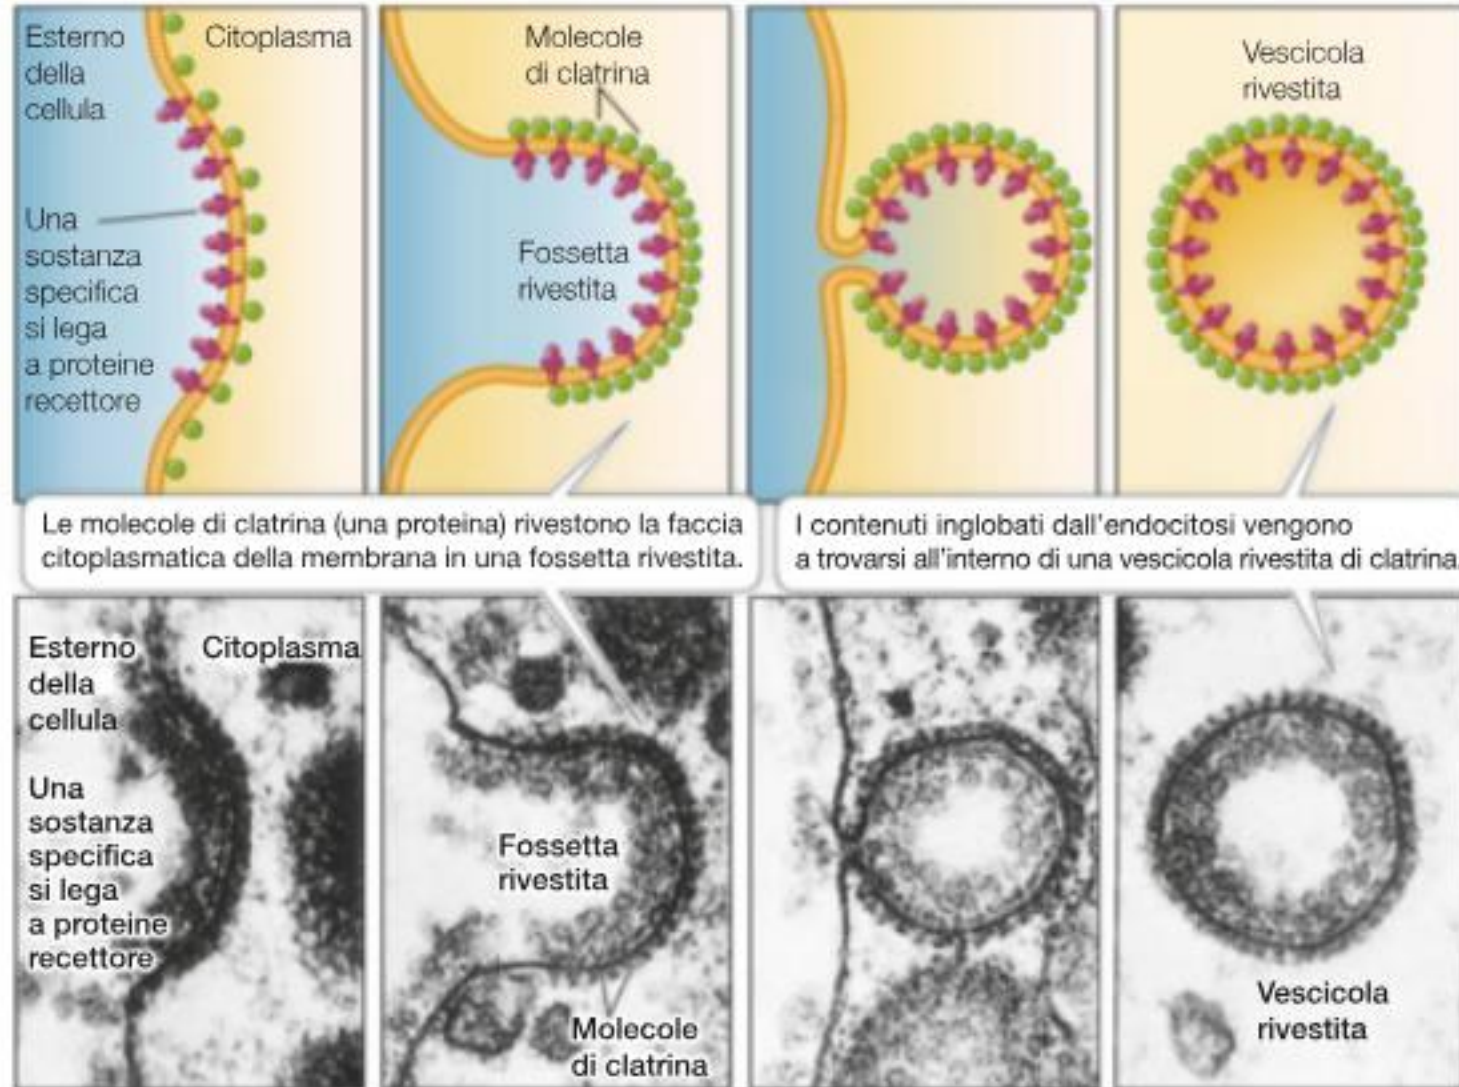 Esterno
della
cellula
Citoplasma
Una
sostanza
specifica
si lega
a proteine
recettore
Molecole
di clatrina
Fossetta
rivestita
Vescicola
rivestita
Le molecole di clatrina (una proteina) rivestono la faccia
citoplasmatica della membrana in una fossetta rivestita.
I contenuti inglobati dall'endocitosi vengono
a trovarsi all'interno di una vescicola rivestita di clatrina.
Esterno
della
cellula
Citoplasma
Una
sostanza
specifica
si lega
a proteine
recettore
Fossetta
rivestita
Molecole
di clatrina
Vescicola
rivestita